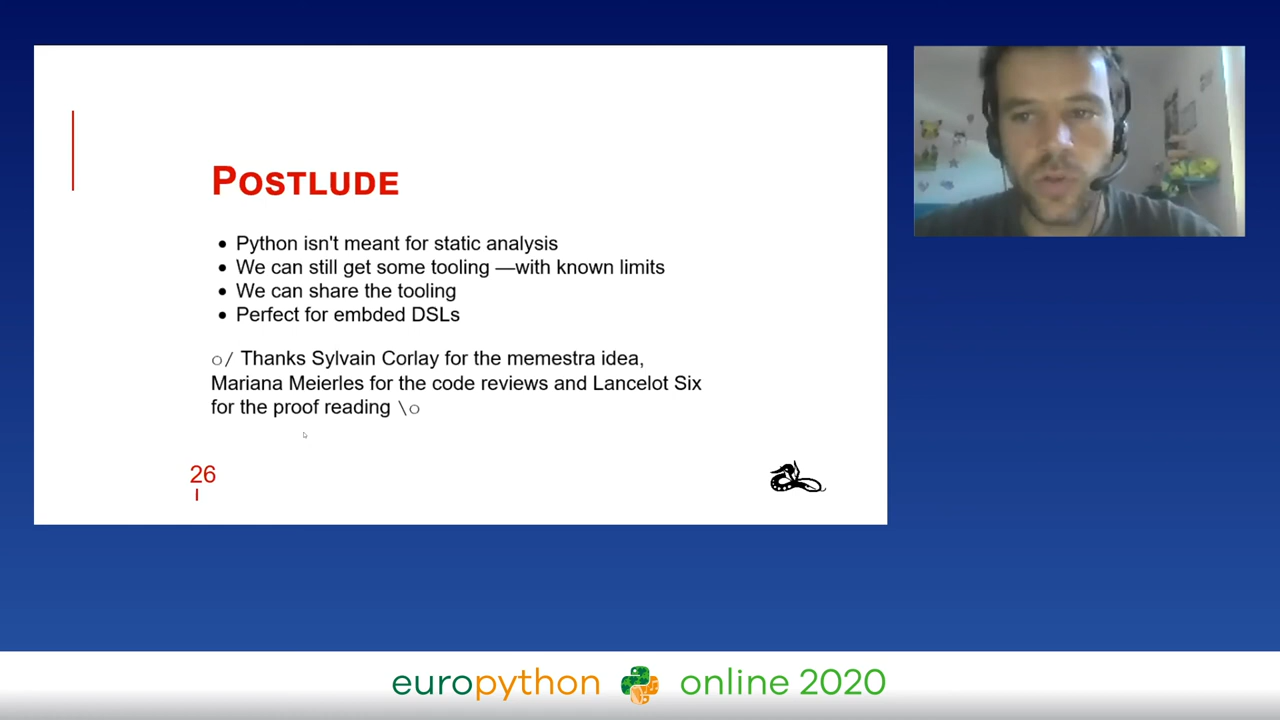 Postlude
• Python isn't meant for static analysis
• We can still get some tooling —with known limits
• We can share the tooling
• Perfect for embded DSLs
o/ Thanks Sylvain Corlay for the memestra idea,
Mariana Meierles for the code reviews and Lancelot Six
for the proof reading \o
26
europython online 2020